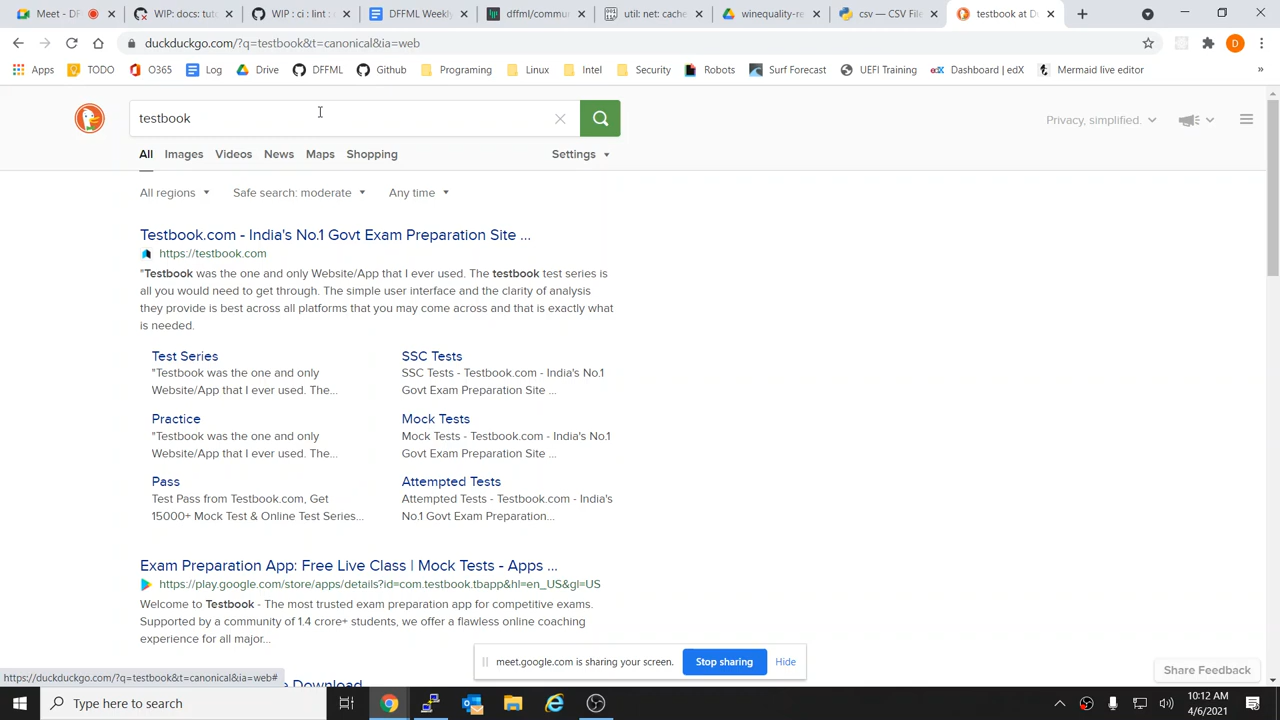 Meet - D
WIP: docs: tuto
WIP : ci : lint :
DFFML Weekly
dffml/commu
util: net: cache
winequality-re
csv — CSV File
testbook at D
duckduckgo.com/?q=testbook&t=canonical&ia=web
D
Apps
TODO
O365
Log
Drive
DFFML
Github
Programing
Linux
Intel
Security
Robots
Surf Forecast
UEFI Training
Dashboard | edX
Mermaid live editor
»
testbook
Privacy, simplified.
All
Images
Videos
News
Maps
Shopping
Settings
All regions
Safe search: moderate
Any time
Testbook.com - India's No.1 Govt Exam Preparation Site ...
https://testbook.com
"Testbook was the one and only Website/App that I ever used. The testbook test series is
all you would need to get through. The simple user interface and the clarity of analysis
they provide is best across all platforms that you may come across and that is exactly what
is needed.
Test Series
"Testbook was the one and only
Website/App that I ever used. The...
SSC Tests
SSC Tests - Testbook.com - India's No.1
Govt Exam Preparation Site ...
Practice
"Testbook was the one and only
Website/App that I ever used. The...
Mock Tests
Mock Tests - Testbook.com - India's No.1
Govt Exam Preparation Site ...
Pass
Test Pass from Testbook.com, Get
15000+ Mock Test & Online Test Series...
Attempted Tests
Attempted Tests - Testbook.com - India's
No.1 Govt Exam Preparation...
Exam Preparation App: Free Live Class | Mock Tests - Apps ...
https://play.google.com/store/apps/details?id=com.testbook.tbapp&hl=en_US&gl=US
Welcome to Testbook - The most trusted exam preparation app for competitive exams.
Supported by a community of 1.4 crore+ students, we offer a flawless online coaching
experience for all major...
meet.google.com is sharing your screen.
Stop sharing
Hide
Share Feedback
https://duckduckgo.com/?q=testbook&t=canonical&ia=web#
Download
Type here to search
10:12 AM
4/6/2021